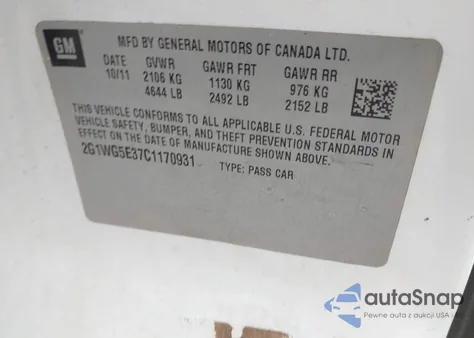 GM
MFD BY GENERAL MOTORS OF CANADA LTD.
DATE GVWR GAWR FRT GAWR RR
10/11 2106 KG 1130 KG 976 KG
4644 LB 2492 LB 2152 LB
THIS VEHICLE CONFORMS TO ALL APPLICABLE U.S. FEDERAL MOTOR
VEHICLE SAFETY, BUMPER, AND THEFT PREVENTION STANDARDS IN
EFFECT ON THE DATE OF MANUFACTURE SHOWN ABOVE.
2G1WG5E37C1170931 TYPE: PASS CAR
autoSnap
Pewne auta z aukcji USA i